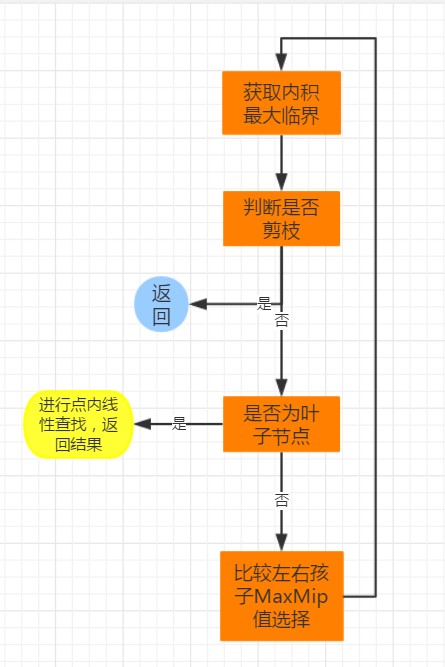 获取内积
最大临界
判断是否
剪枝
返
回
是
否
进行点内线
性查找，返
回结果
是
是否为叶
子节点
否
比较左右孩
子MaxMip
值选择